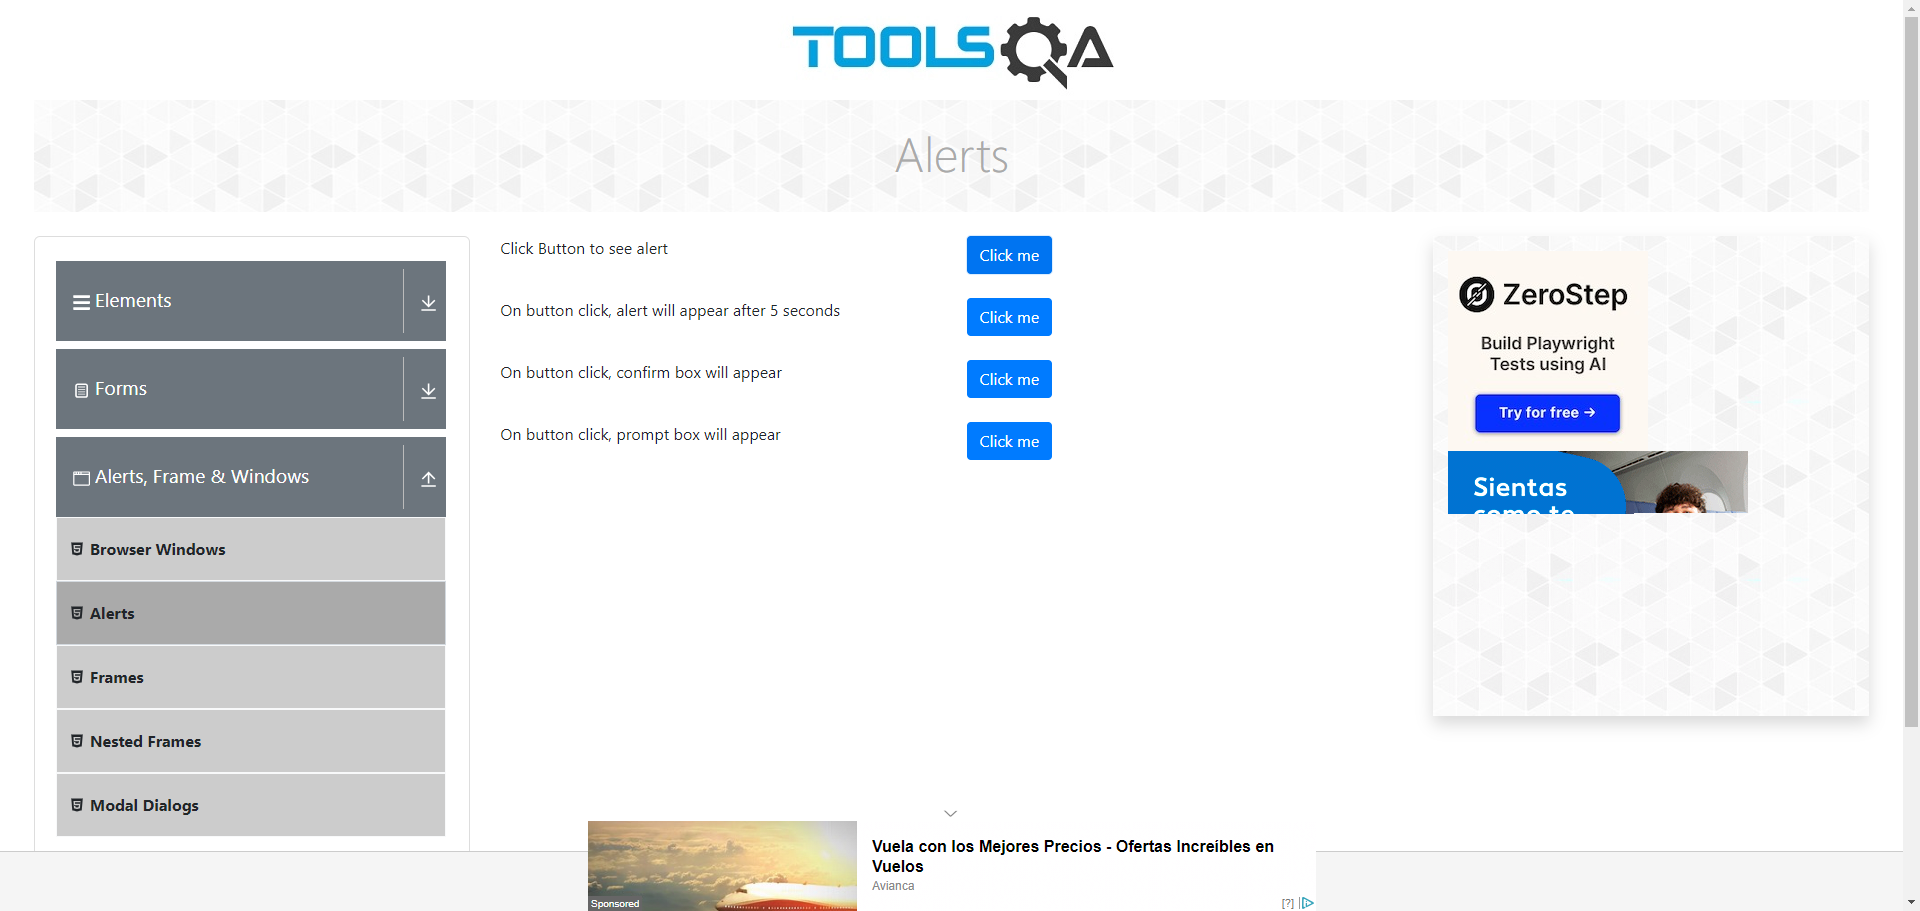 TOOLSQA
Alerts
Elements
Forms
Alerts, Frame & Windows
Browser Windows
Alerts
Frames
Nested Frames
Modal Dialogs
Click Button to see alert
Click me
On button click, alert will appear after 5 seconds
Click me
On button click, confirm box will appear
Click me
On button click, prompt box will appear
Click me
ZeroStep
Build Playwright
Tests using AI
Try for free →
Sientas
como te
Vuela con los Mejores Precios - Ofertas Increíbles en
Vuelos
Avianca
Sponsored
[?]